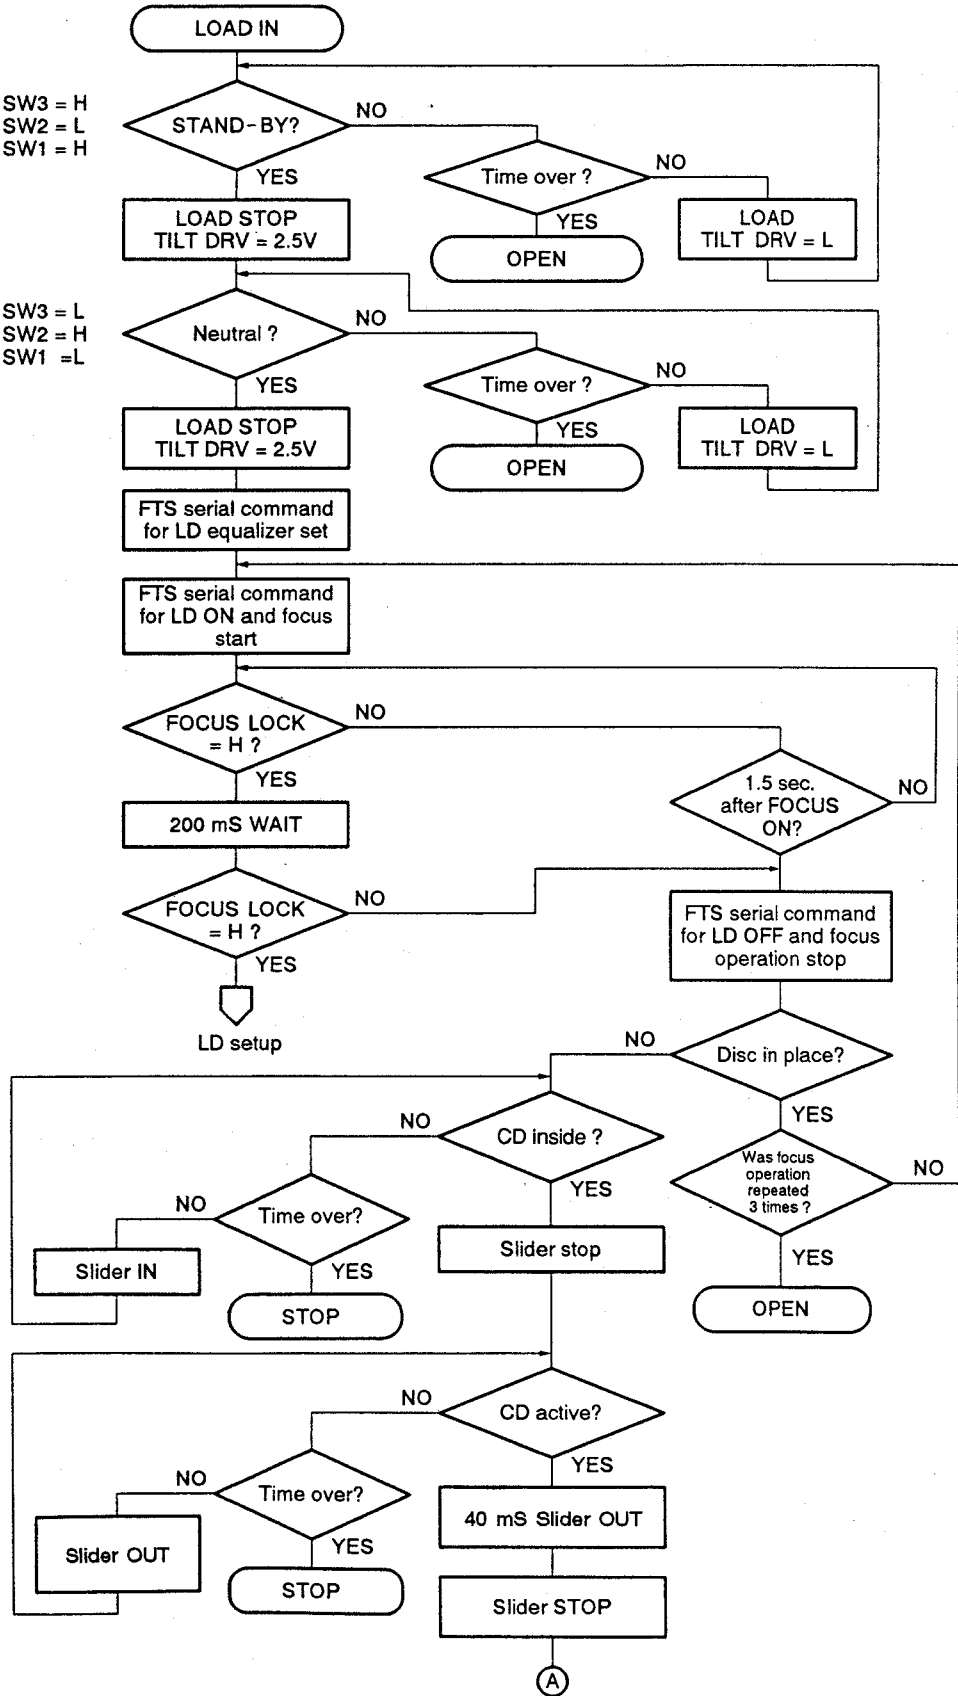 LOAD IN
SW3 = H
SW2 = L
SW1 = H
STAND-BY?
NO
YES
Time over ?
NO
YES
LOAD STOP
TILT DRV = 2.5V
OPEN
LOAD
TILT DRV = L
SW3 = L
SW2 = H
SW1 =L
Neutral ?
NO
YES
Time over ?
NO
YES
LOAD STOP
TILT DRV = 2.5V
OPEN
LOAD
TILT DRV = L
FTS serial command
for LD equalizer set
FTS serial command
for LD ON and focus
start
FOCUS LOCK
= H ?
NO
YES
1.5 sec.
after FOCUS
ON?
NO
200 mS WAIT
FOCUS LOCK
= H ?
NO
YES
LD setup
FTS serial command
for LD OFF and focus
operation stop
Disc in place?
NO
YES
CD inside ?
NO
YES
Was focus
operation
repeated
3 times ?
NO
YES
OPEN
Time over?
NO
YES
Slider IN
STOP
Slider stop
CD active?
NO
YES
Time over?
NO
YES
Slider OUT
STOP
40 mS Slider OUT
Slider STOP
A